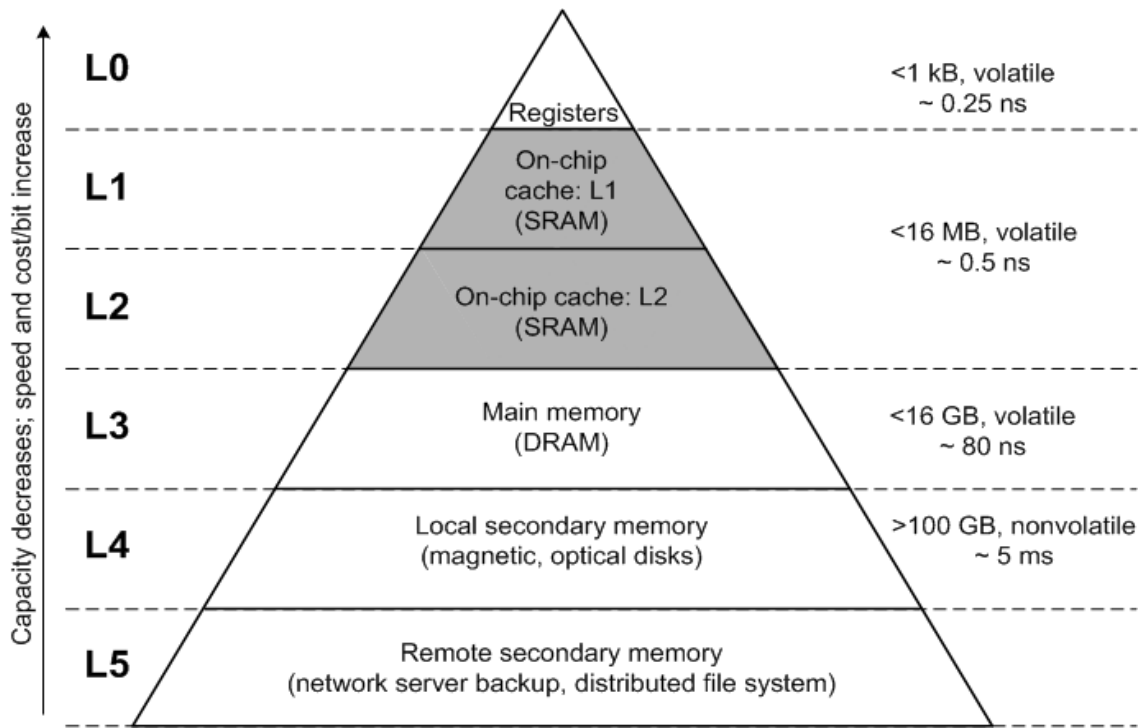 Capacity decreases; speed and cost/bit increase
L0
Registers
<1 kB, volatile
~ 0.25 ns
L1
On-chip
cache: L1
(SRAM)
<16 MB, volatile
~ 0.5 ns
L2
On-chip cache: L2
(SRAM)
L3
Main memory
(DRAM)
<16 GB, volatile
~ 80 ns
L4
Local secondary memory
(magnetic, optical disks)
>100 GB, nonvolatile
~ 5 ms
L5
Remote secondary memory
(network server backup, distributed file system)